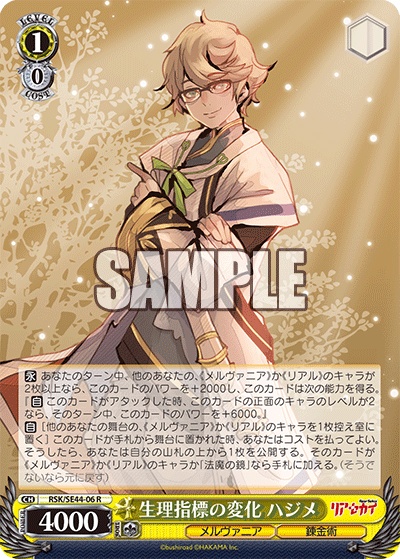 LEVEL
1
0
COST
SAMPLE
永 あなたのターン中、他のあなたの、《メルヴァニア》か《リアル》のキャラが
2枚以上なら、このカードのパワーを+2000し、このカードは次の能力を得る。
『自 このカードがアタックした時、このカードの正面のキャラのレベルが2
なら、そのターン中、このカードのパワーを+6000。』
自 [他のあなたの舞台の、《メルヴァニア》か《リアル》のキャラを1枚控え室に
置く] このカードが手札から舞台に置かれた時、あなたはコストを払ってよい。
そうしたら、あなたは自分の山札の上から1枚を公開する。そのカードが
《メルヴァニア》か《リアル》のキャラか「法魔の鏡」なら手札に加える。(そうで
ないなら元に戻す)
CH RSK/SE44-06 R
POWER
4000
生理指標の変化 ハジメ
リアセカイ
メルヴァニア
錬金術
©bushiroad ©HAKAMA Inc.